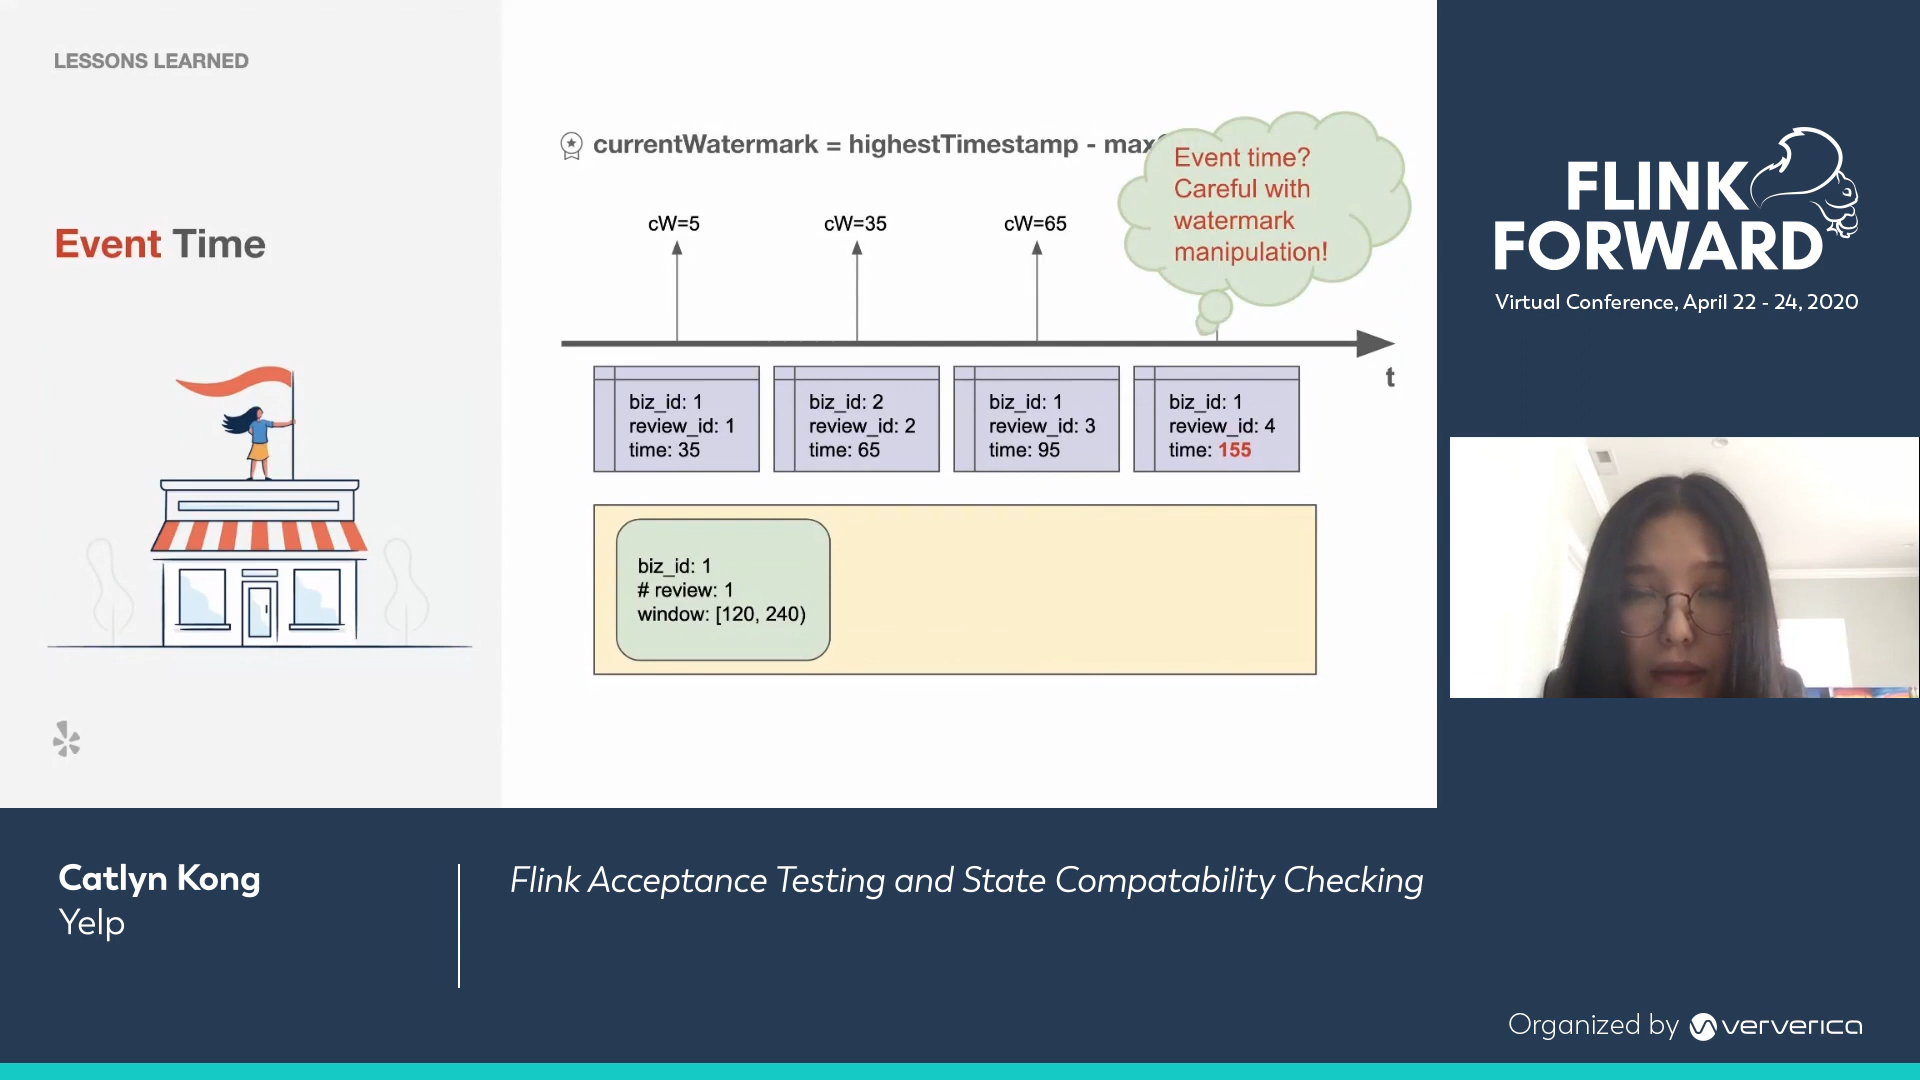 LESSONS LEARNED
Event Time
currentWatermark = highestTimestamp - max
Event time?
Careful with
watermark
manipulation!
cW=5
cW=35
cW=65
t
biz_id: 1
review_id: 1
time: 35
biz_id: 2
review_id: 2
time: 65
biz_id: 1
review_id: 3
time: 95
biz_id: 1
review_id: 4
time: 155
biz_id: 1
# review: 1
window: [120, 240)
FLINK
FORWARD
Virtual Conference, April 22 - 24, 2020
Catlyn Kong
Yelp
Flink Acceptance Testing and State Compatability Checking
Organized by ververica